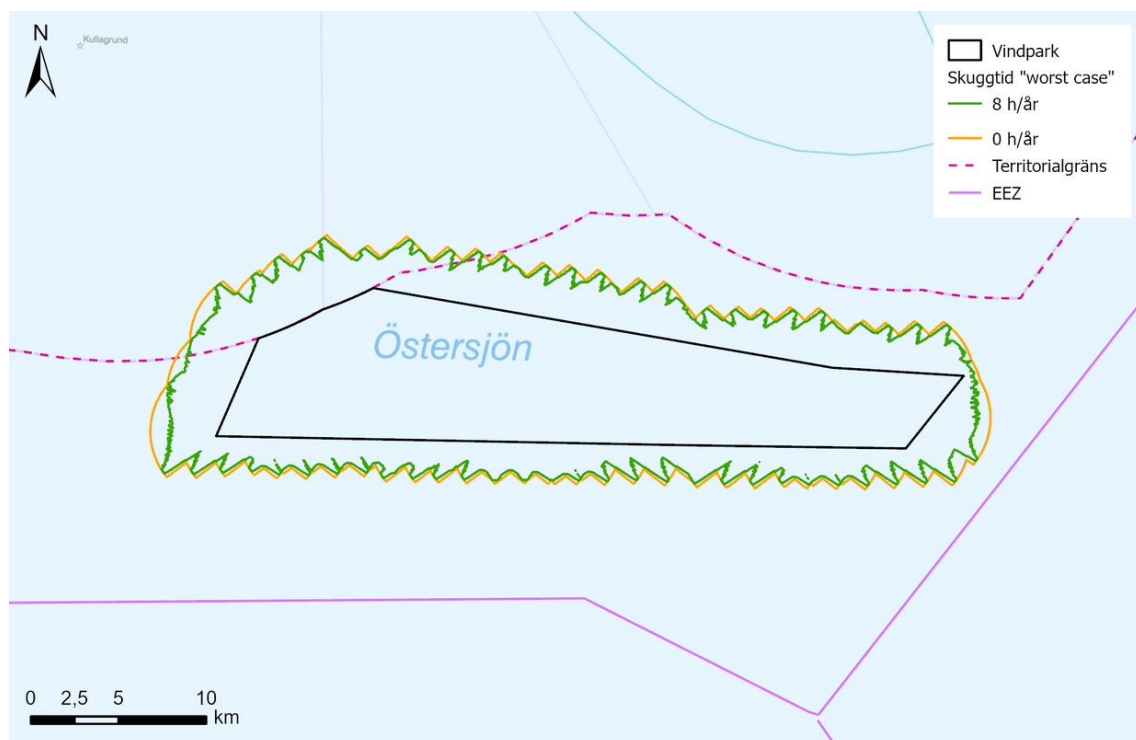 N
Kullagrund
Vindpark
Skuggtid "worst case"
8 h/år
0 h/år
Territorialgräns
EEZ
Östersjön
0 2,5 5 10
km